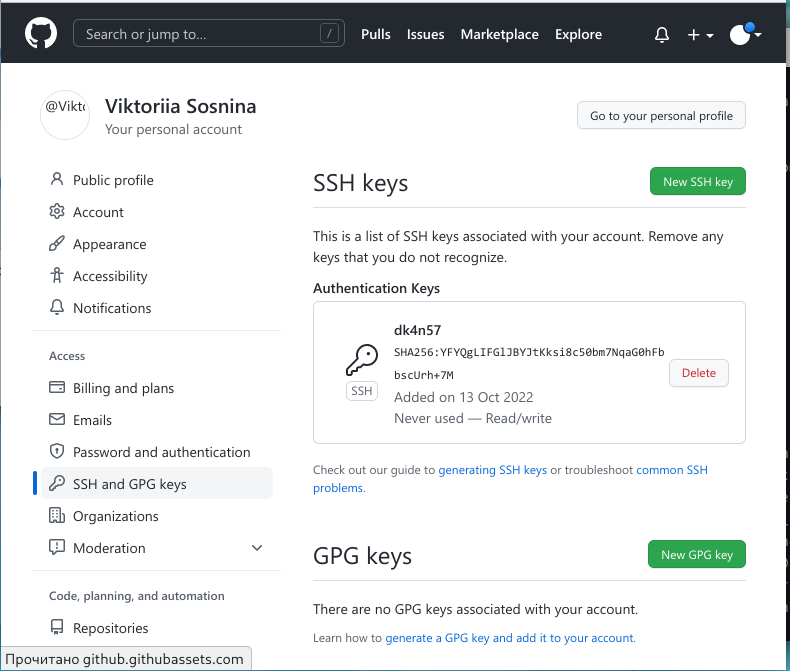 Search or jump to... /
Pulls Issues Marketplace Explore
@Vikto
Viktoriia Sosnina
Your personal account
Go to your personal profile
Public profile
Account
Appearance
Accessibility
Notifications
Access
Billing and plans
Emails
Password and authentication
SSH and GPG keys
Organizations
Moderation
Code, planning, and automation
Repositories
SSH keys
New SSH key
This is a list of SSH keys associated with your account. Remove any
keys that you do not recognize.
Authentication Keys
dk4n57
SHA256:YFYQgLIFGlJBYJtKksi8c50bm7NqaG0hFb
bscUrh+7M
SSH
Added on 13 Oct 2022
Never used — Read/write
Delete
Check out our guide to generating SSH keys or troubleshoot common SSH
problems.
GPG keys
New GPG key
There are no GPG keys associated with your account.
Learn how to generate a GPG key and add it to your account.
Прочитано github.githubassets.com